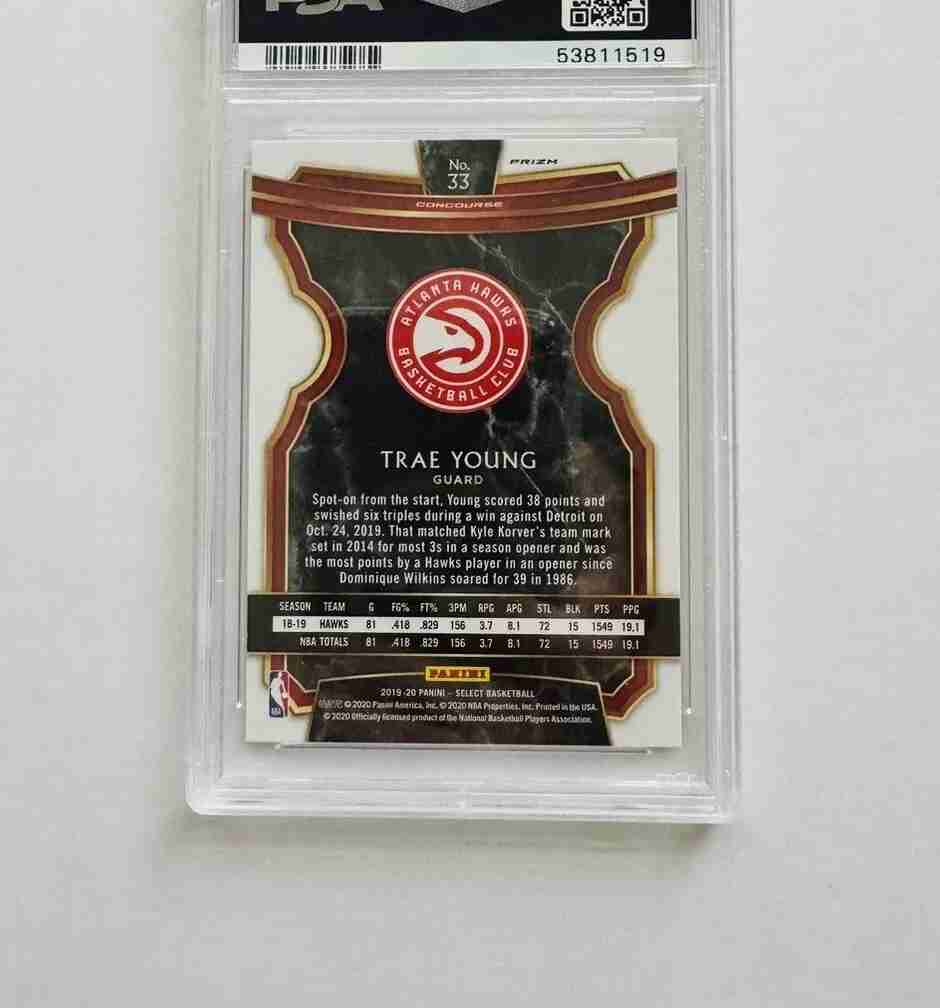 PSA
53811519
No.
33
PRIZM
CONCOURSE
ATLANTA HAWKS
BASKETBALL CLUB
TRAE YOUNG
GUARD
Spot-on from the start, Young scored 38 points and
swished six triples during a win against Detroit on
Oct. 24, 2019. That matched Kyle Korver's team mark
set in 2014 for most 3s in a season opener and was
the most points by a Hawks player in an opener since
Dominique Wilkins soared for 39 in 1986.
SEASON TEAM G FG% FT% 3PM RPG APG STL BLK PTS PPG
18-19 HAWKS 81 .418 .829 156 3.7 8.1 72 15 1549 19.1
NBA TOTALS 81 .418 .829 156 3.7 8.1 72 15 1549 19.1
PANINI
2019-20 PANINI – SELECT BASKETBALL
© 2020 Panini America, Inc. © 2020 NBA Properties, Inc. Printed in the USA.
© 2020 Officially licensed product of the National Basketball Players Association.
NBA